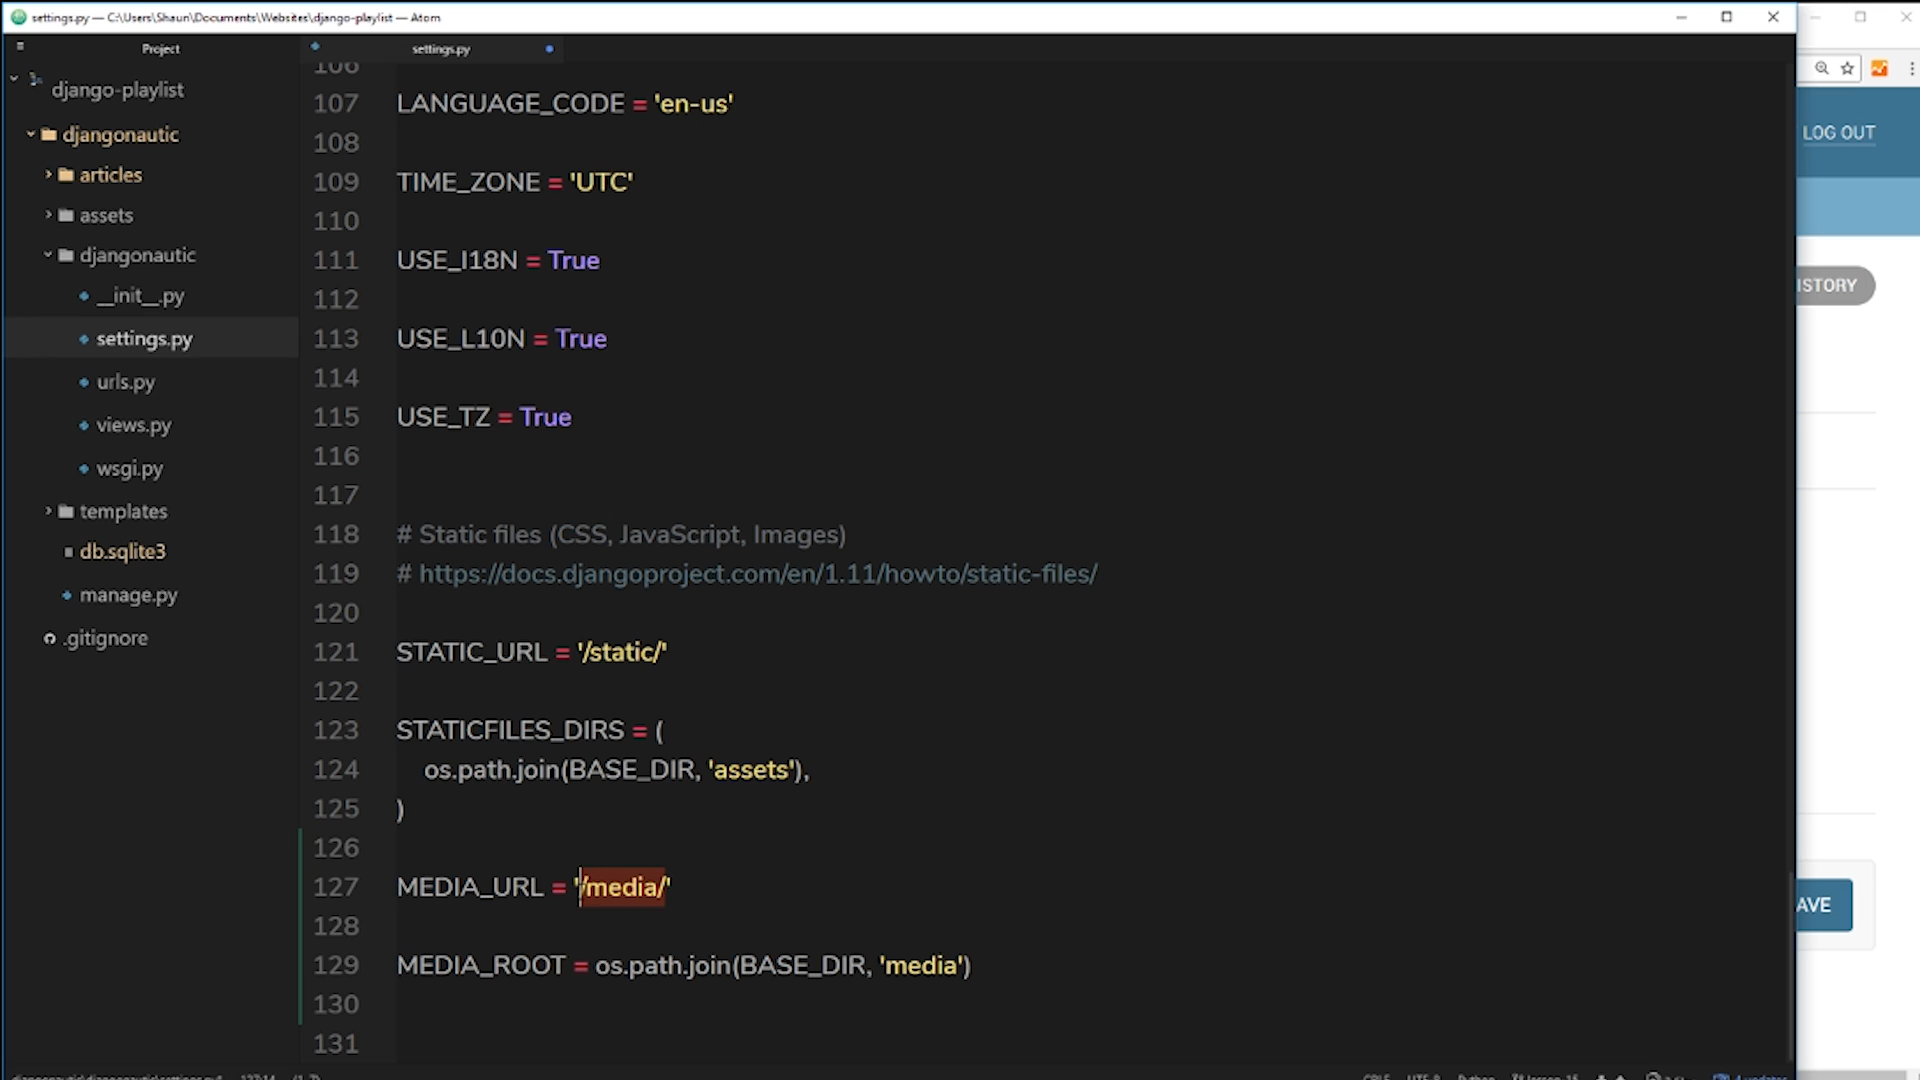 settings.py — C:\Users\Shaun\Documents\Websites\django-playlist — Atom
Project
settings.py
django-playlist
djangonautic
articles
assets
djangonautic
__init__.py
settings.py
urls.py
views.py
wsgi.py
templates
db.sqlite3
manage.py
.gitignore
106
107 LANGUAGE_CODE = 'en-us'
108
109 TIME_ZONE = 'UTC'
110
111 USE_I18N = True
112
113 USE_L10N = True
114
115 USE_TZ = True
116
117
118 # Static files (CSS, JavaScript, Images)
119 # https://docs.djangoproject.com/en/1.11/howto/static-files/
120
121 STATIC_URL = '/static/'
122
123 STATICFILES_DIRS = (
124 os.path.join(BASE_DIR, 'assets'),
125 )
126
127 MEDIA_URL = '/media/'
128
129 MEDIA_ROOT = os.path.join(BASE_DIR, 'media')
130
131
LOG OUT
ISTORY
AVE